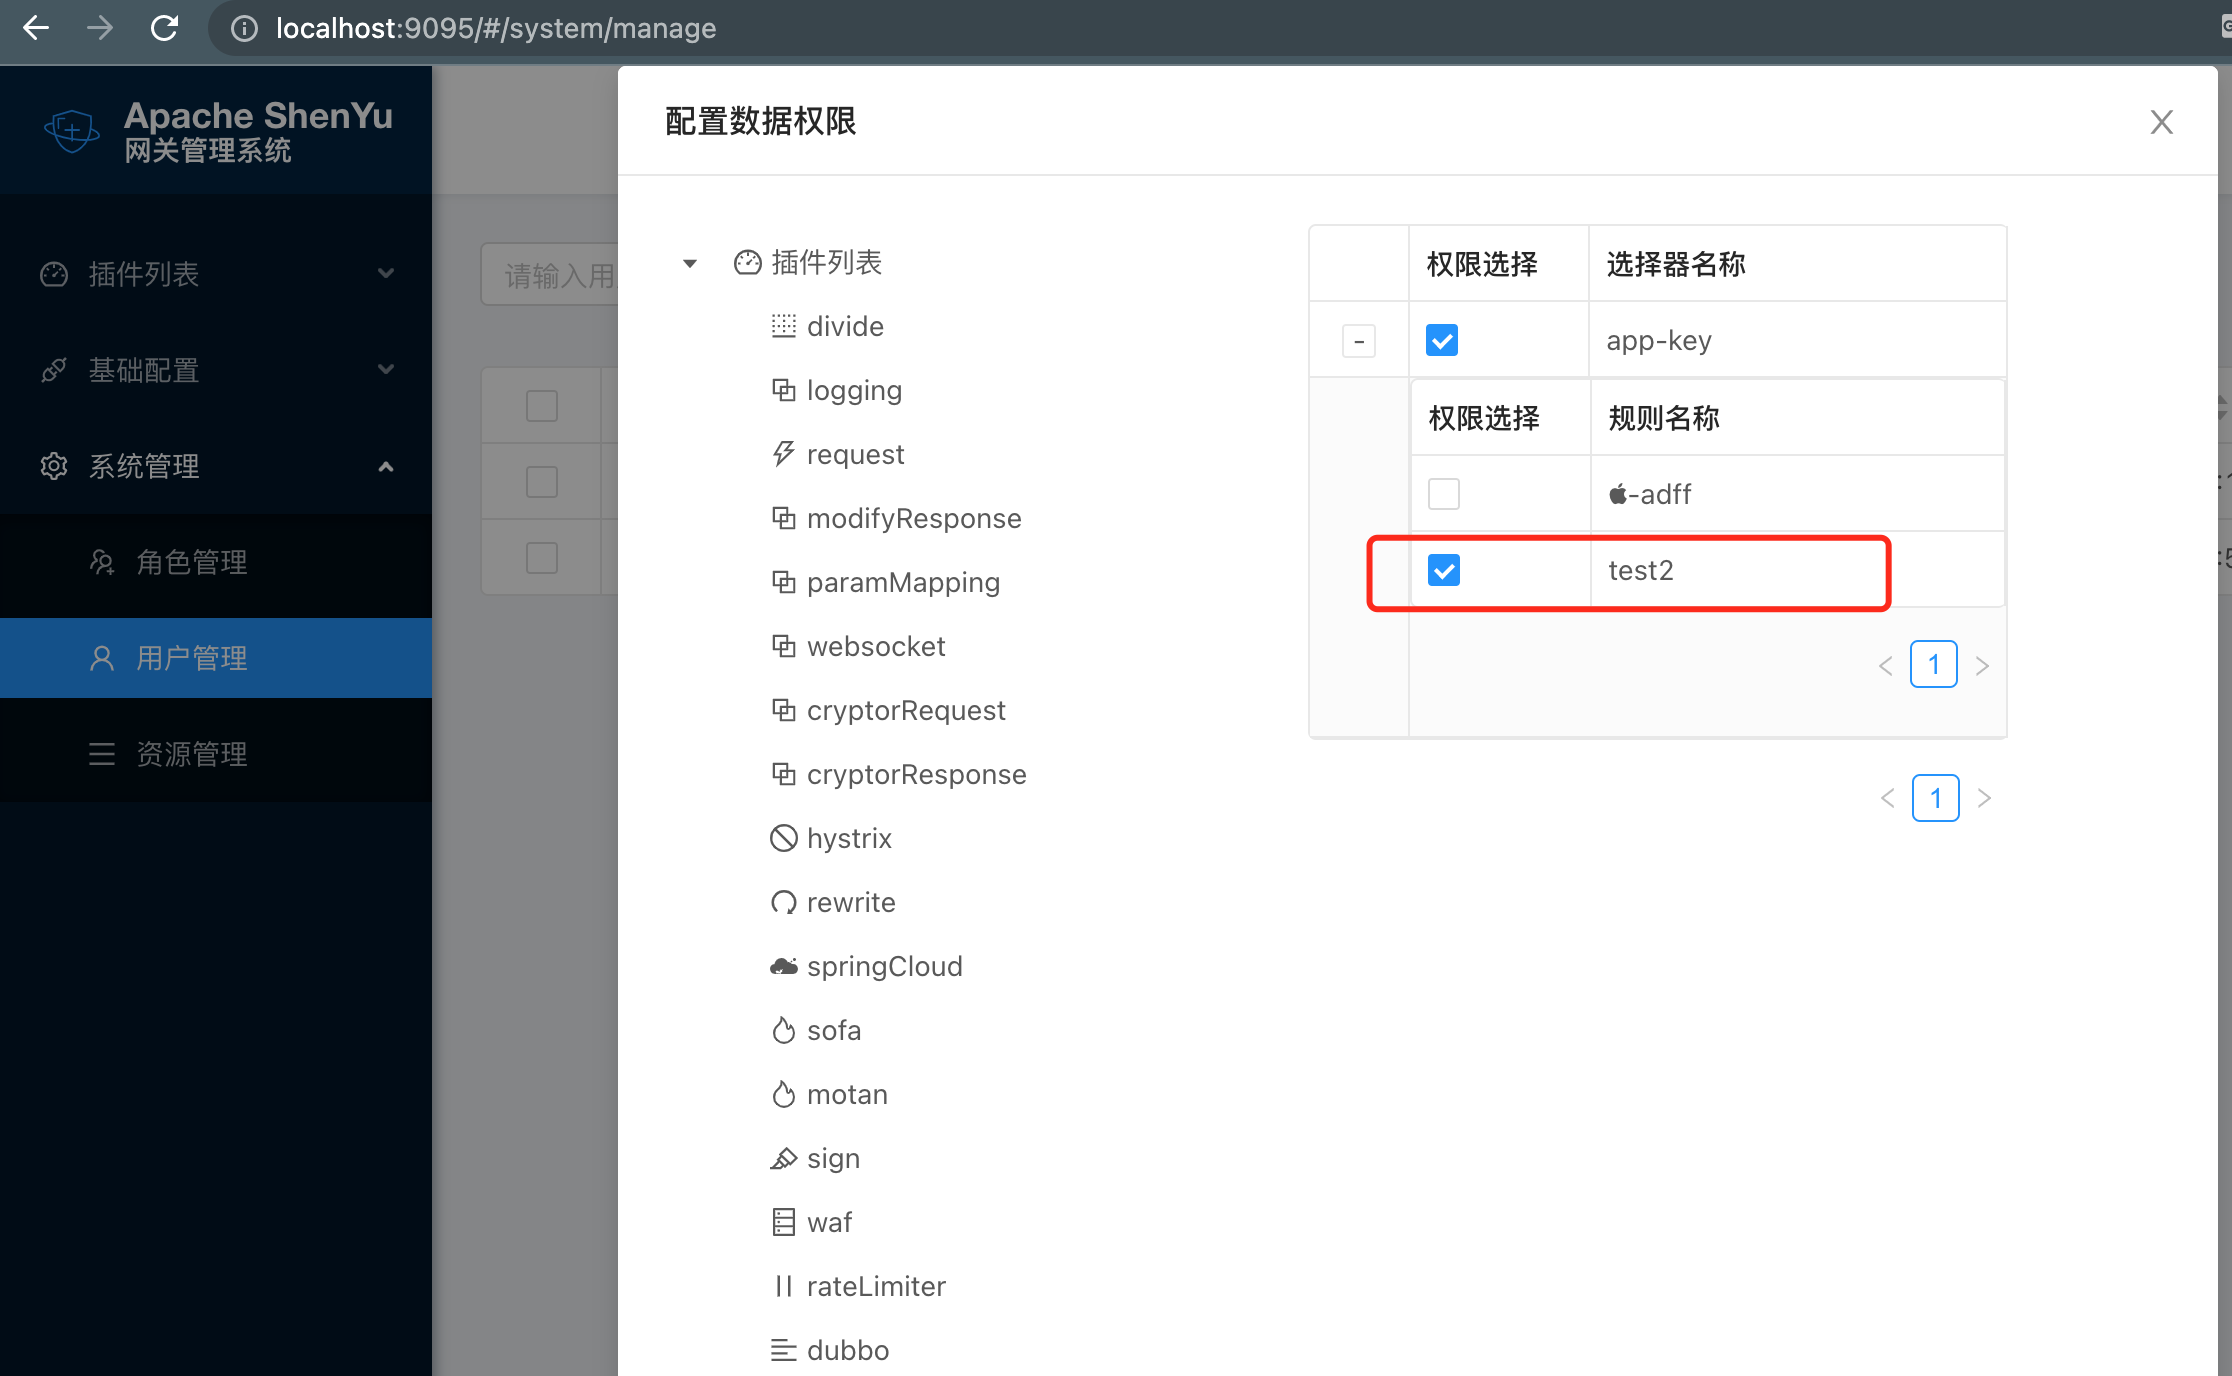 localhost:9095/#/system/manage
Apache ShenYu
网关管理系统
插件列表
基础配置
系统管理
角色管理
用户管理
资源管理
请输入用
配置数据权限
插件列表
divide
logging
request
modifyResponse
paramMapping
websocket
cryptorRequest
cryptorResponse
hystrix
rewrite
springCloud
sofa
motan
sign
waf
rateLimiter
dubbo
权限选择 选择器名称
- app-key
权限选择 规则名称
-adff
test2
< 1 >
< 1 >